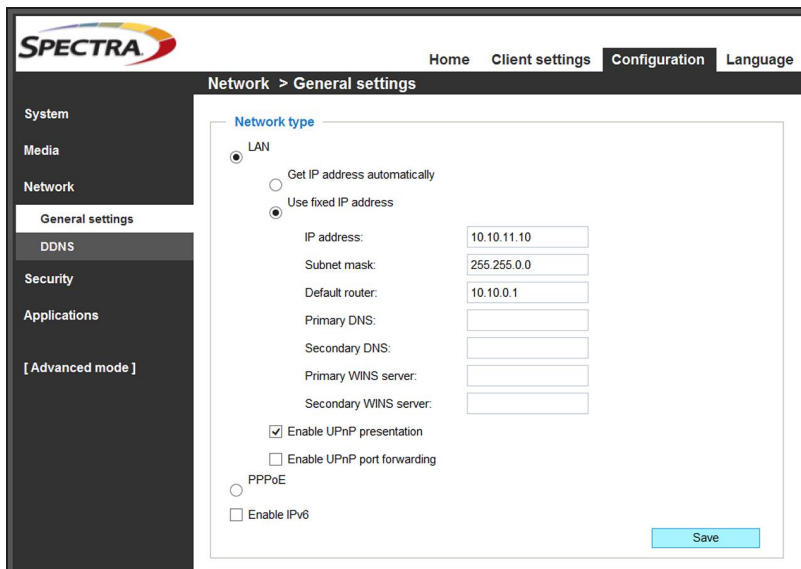 SPECTRA
Home Client settings Configuration Language
Network > General settings
System
Media
Network
General settings
DDNS
Security
Applications
[ Advanced mode ]
Network type
LAN
Get IP address automatically
Use fixed IP address
IP address: 10.10.11.10
Subnet mask: 255.255.0.0
Default router: 10.10.0.1
Primary DNS:
Secondary DNS:
Primary WINS server:
Secondary WINS server:
Enable UPnP presentation
Enable UPnP port forwarding
PPPoE
Enable IPv6
Save